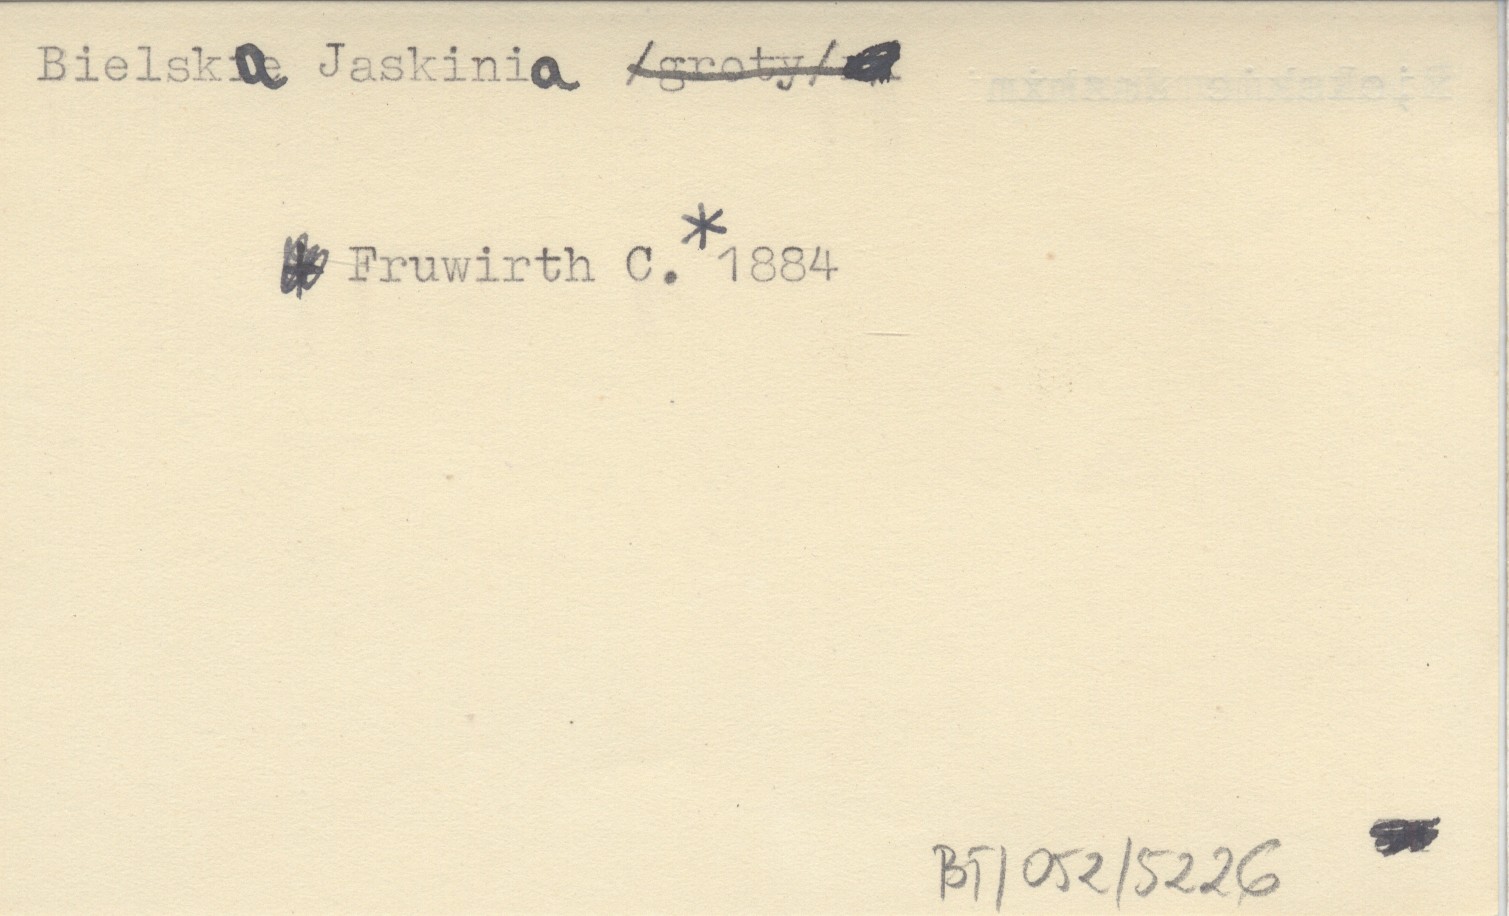 Bielska Jaskinia /groty/
Fruwirth C.*1884
BT/052/5226